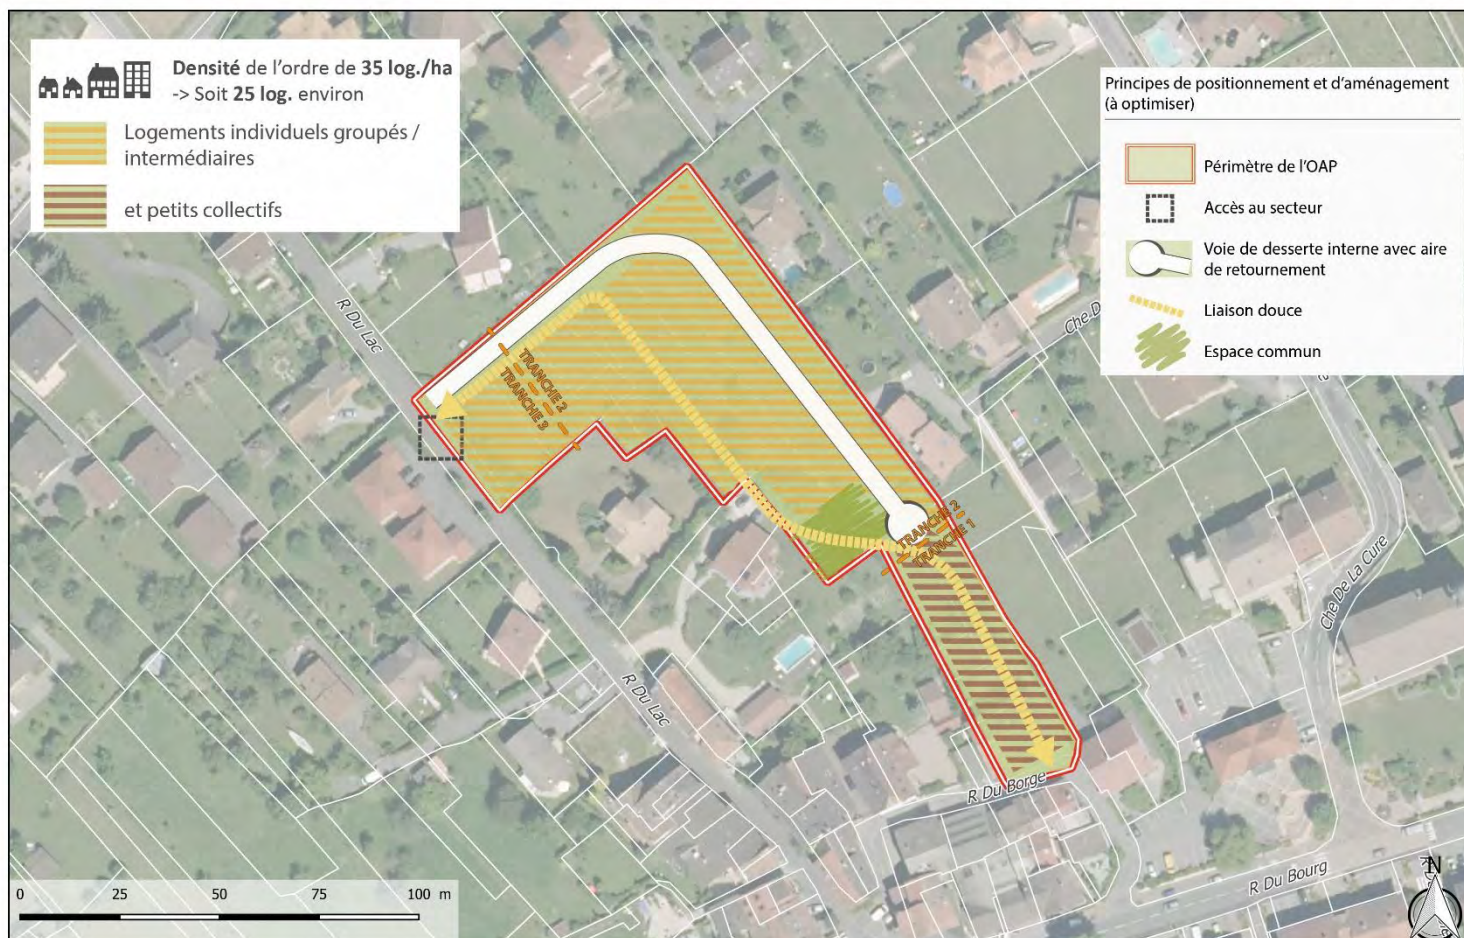 Densité de l'ordre de 35 log./ha
-> Soit 25 log. environ
Logements individuels groupés /
intermédiaires
et petits collectifs
Principes de positionnement et d'aménagement
(à optimiser)
Périmètre de l'OAP
Accès au secteur
Voie de desserte interne avec aire
de retournement
Liaison douce
Espace commun
R Du Lac
Che D
TRANCHE 2
TRANCHE 3
TRANCHE 2
TRANCHE 1
Che De La Cure
R Du Lac
R Du Borge
R Du Bourg
0 25 50 75 100 m
N